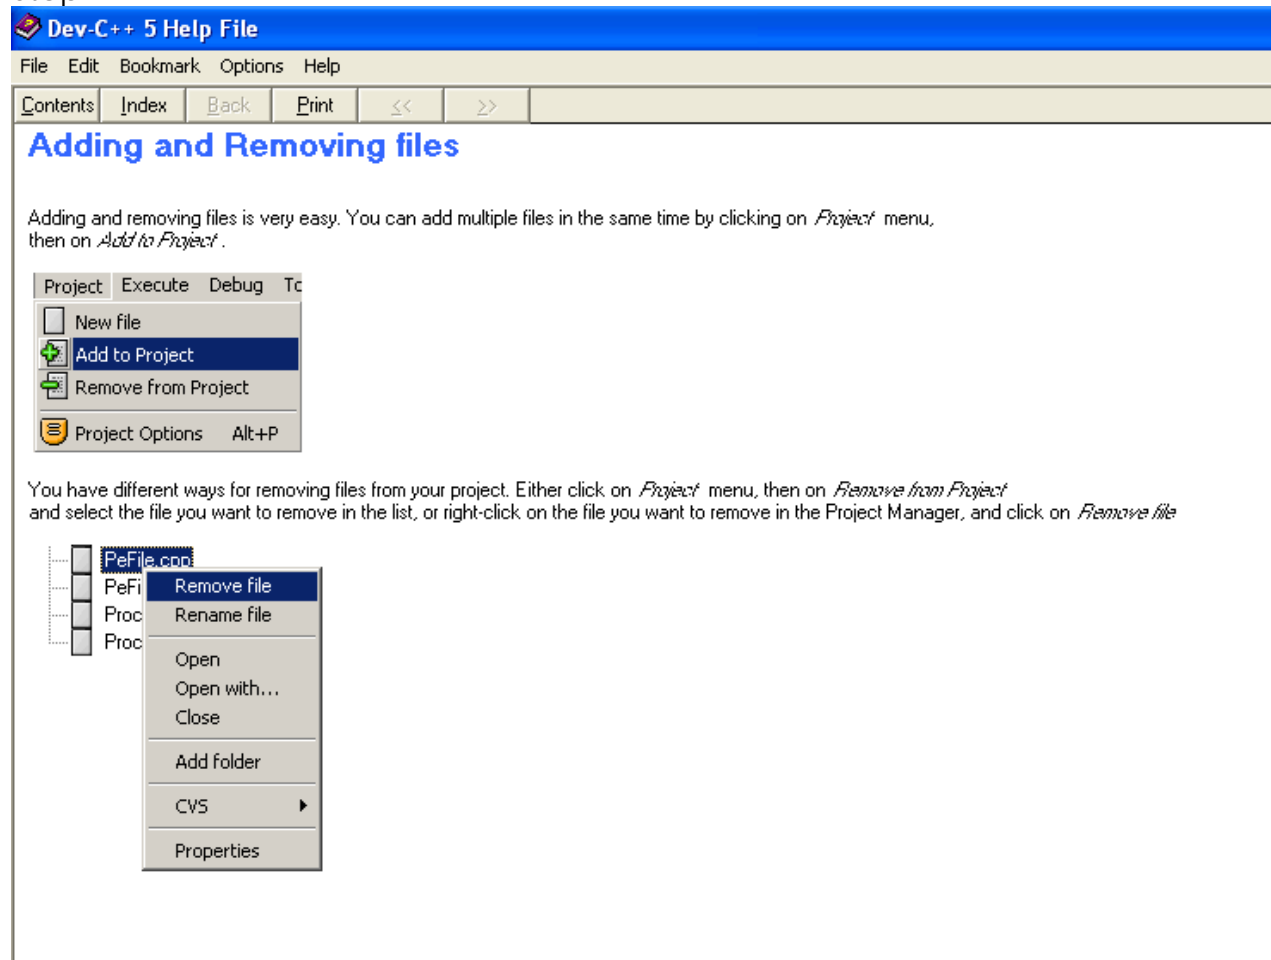 Dev-C++ 5 Help File
File Edit Bookmark Options Help
Contents Index Back Print << >>
Adding and Removing files
Adding and removing files is very easy. You can add multiple files in the same time by clicking on Project menu,
then on Add to Project .
Project Execute Debug
New file
Add to Project
Remove from Project
Project Options Alt+P
You have different ways for removing files from your project. Either click on Project menu, then on Remove from Project
and select the file you want to remove in the list, or right-click on the file you want to remove in the Project Manager, and click on Remove file
PeFile.cpp
PeFi
Proc
Proc
Remove file
Rename file
Open
Open with...
Close
Add folder
CVS
Properties